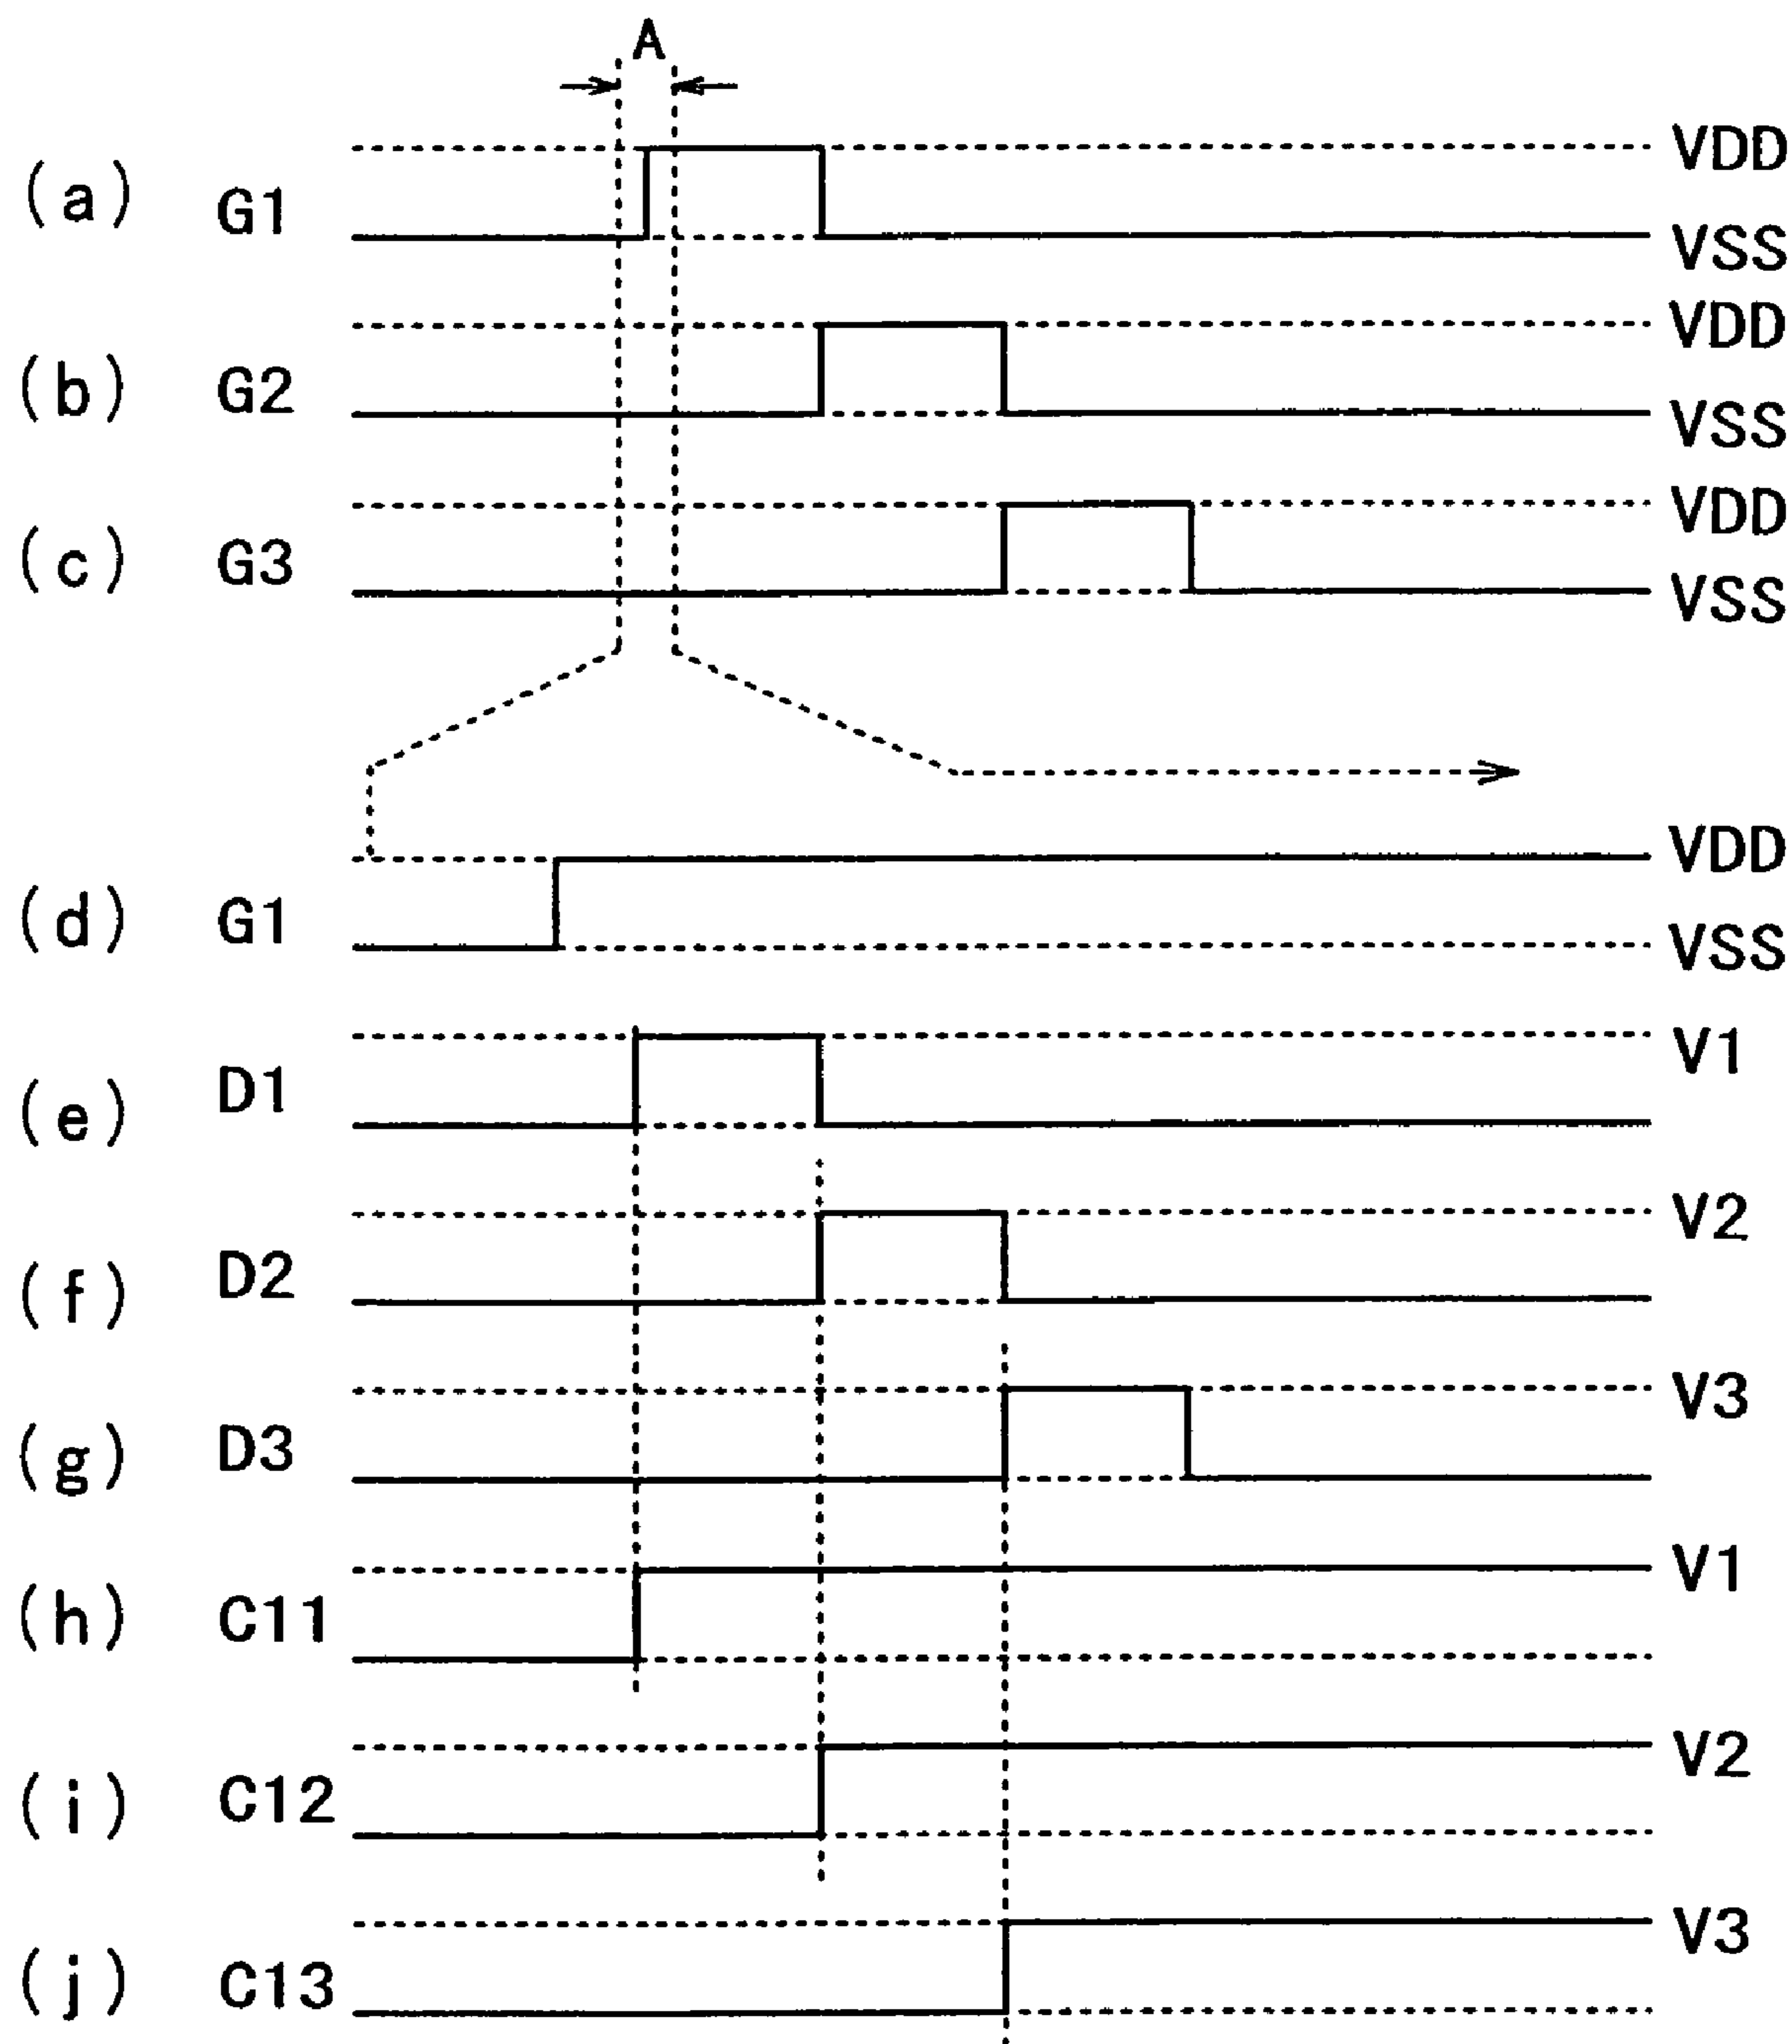 A
(a) G1 VDD VSS
(b) G2 VDD VSS
(c) G3 VDD VSS
(d) G1 VDD VSS
(e) D1 V1
(f) D2 V2
(g) D3 V3
(h) C11 V1
(i) C12 V2
(j) C13 V3